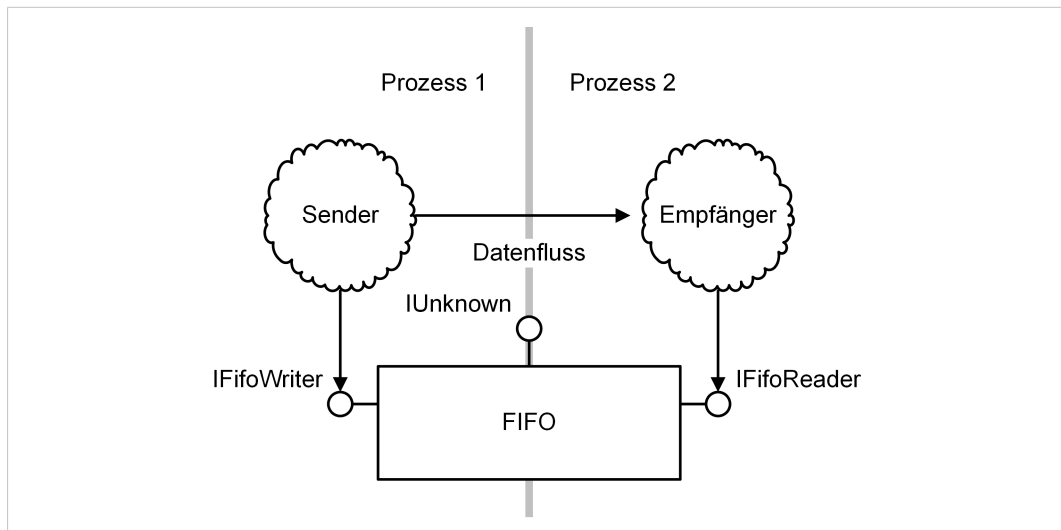 Prozess 1
Prozess 2
Sender
Empfänger
Datenfluss
IUnknown
IFifoWriter
IFifoReader
FIFO